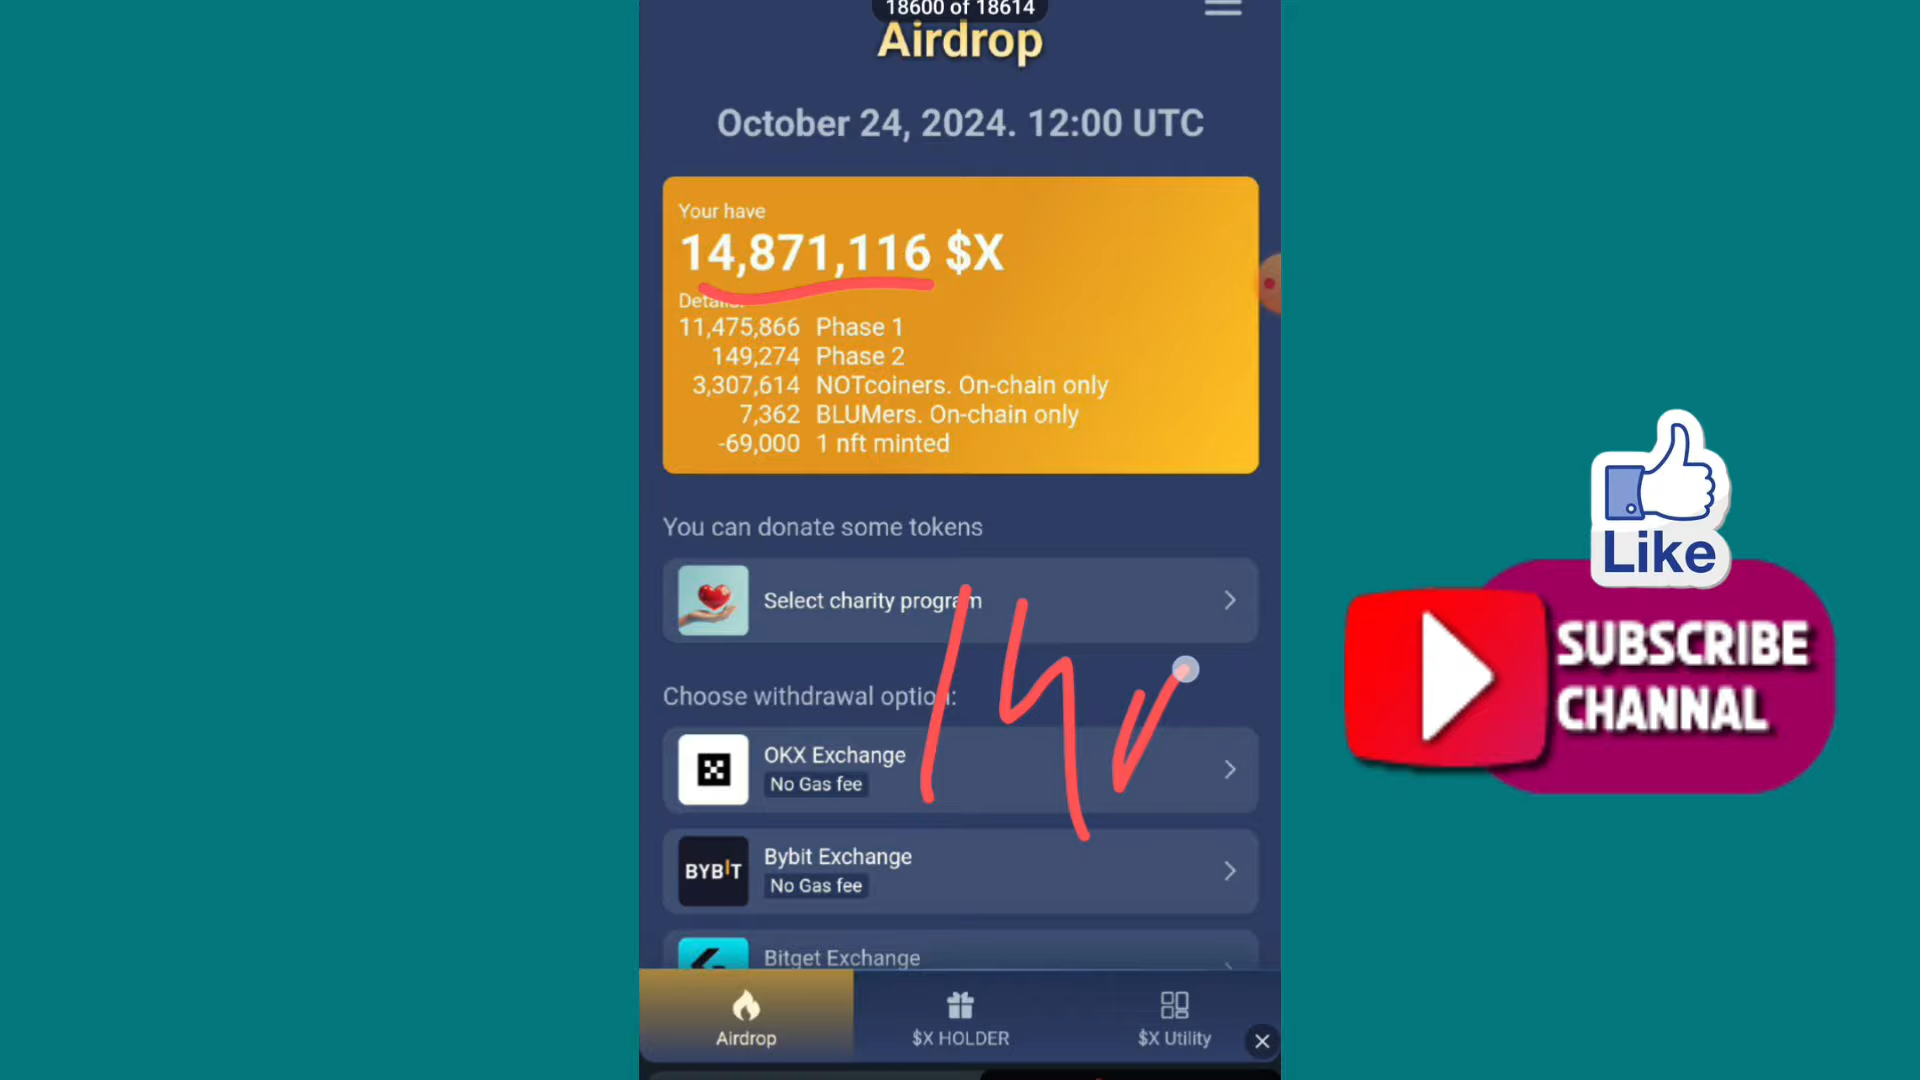 18600 of 18614
Airdrop
October 24, 2024. 12:00 UTC
Your have
14,871,116 $X
Details:
11,475,866 Phase 1
149,274 Phase 2
3,307,614 NOTcoiners. On-chain only
7,362 BLUMers. On-chain only
-69,000 1 nft minted
You can donate some tokens
Select charity program
Choose withdrawal option:
OKX Exchange
No Gas fee
BYBIT
Bybit Exchange
No Gas fee
Bitget Exchange
Airdrop
$X HOLDER
$X Utility
Like
SUBSCRIBE
CHANNAL